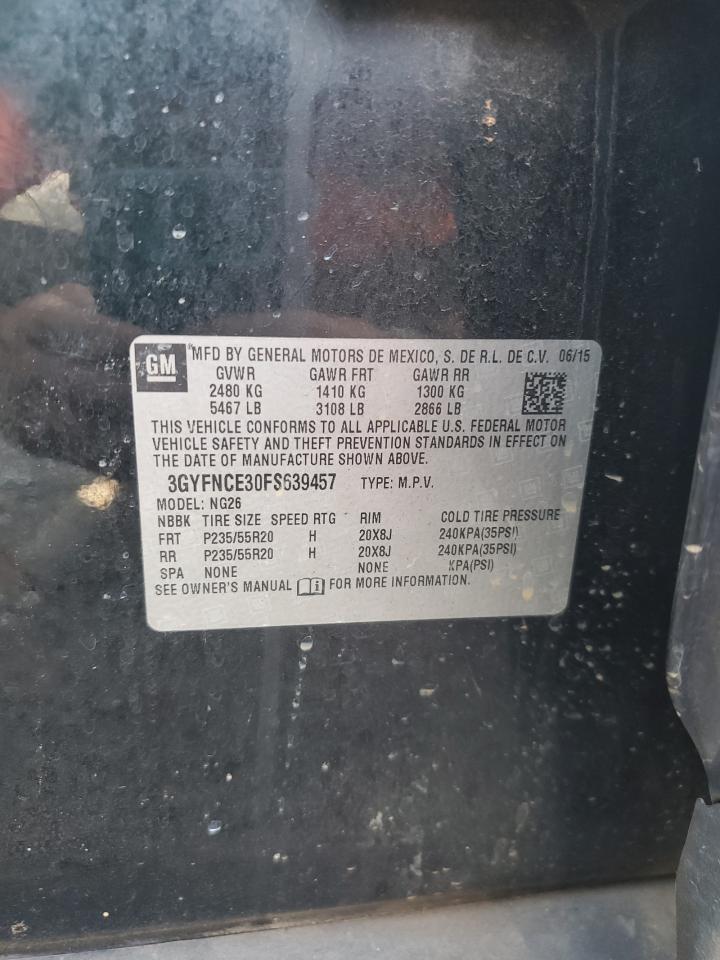 GM
MFD BY GENERAL MOTORS DE MEXICO, S. DE R.L. DE C.V. 06/15
GVWR GAWR FRT GAWR RR
2480 KG 1410 KG 1300 KG
5467 LB 3108 LB 2866 LB
THIS VEHICLE CONFORMS TO ALL APPLICABLE U.S. FEDERAL MOTOR
VEHICLE SAFETY AND THEFT PREVENTION STANDARDS IN EFFECT ON
THE DATE OF MANUFACTURE SHOWN ABOVE.
3GYFNCE30FS639457 TYPE: M.P.V.
MODEL: NG26
NBBK TIRE SIZE SPEED RTG RIM COLD TIRE PRESSURE
FRT P235/55R20 H 20X8J 240KPA(35PSI)
RR P235/55R20 H 20X8J 240KPA(35PSI)
SPA NONE NONE KPA(PSI)
SEE OWNER'S MANUAL FOR MORE INFORMATION.